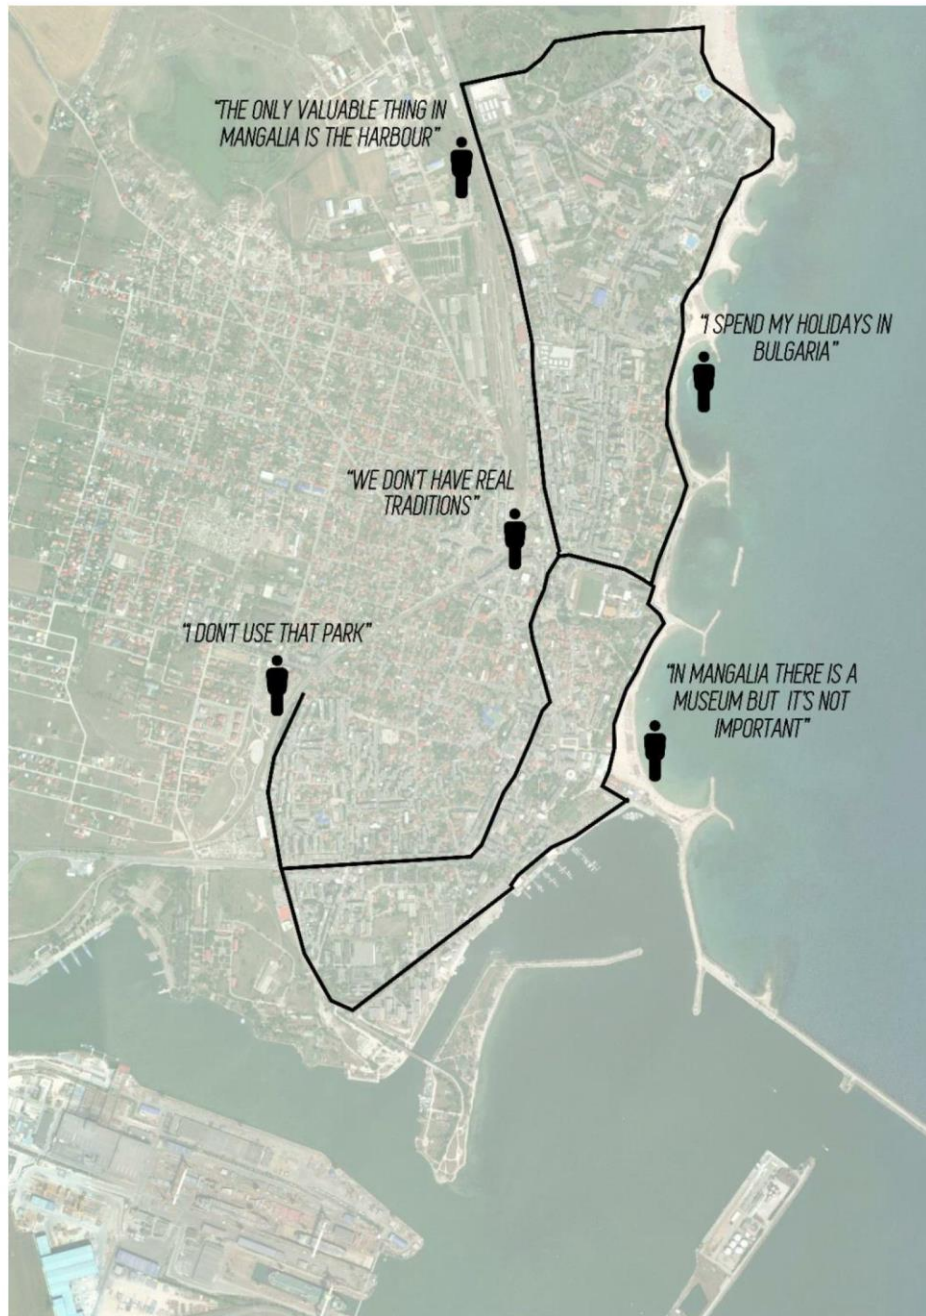 "THE ONLY VALUABLE THING IN
MANGALIA IS THE HARBOUR"
"I SPEND MY HOLIDAYS IN
BULGARIA"
"WE DON'T HAVE REAL
TRADITIONS"
"I DON'T USE THAT PARK"
"IN MANGALIA THERE IS A
MUSEUM BUT IT'S NOT
IMPORTANT"